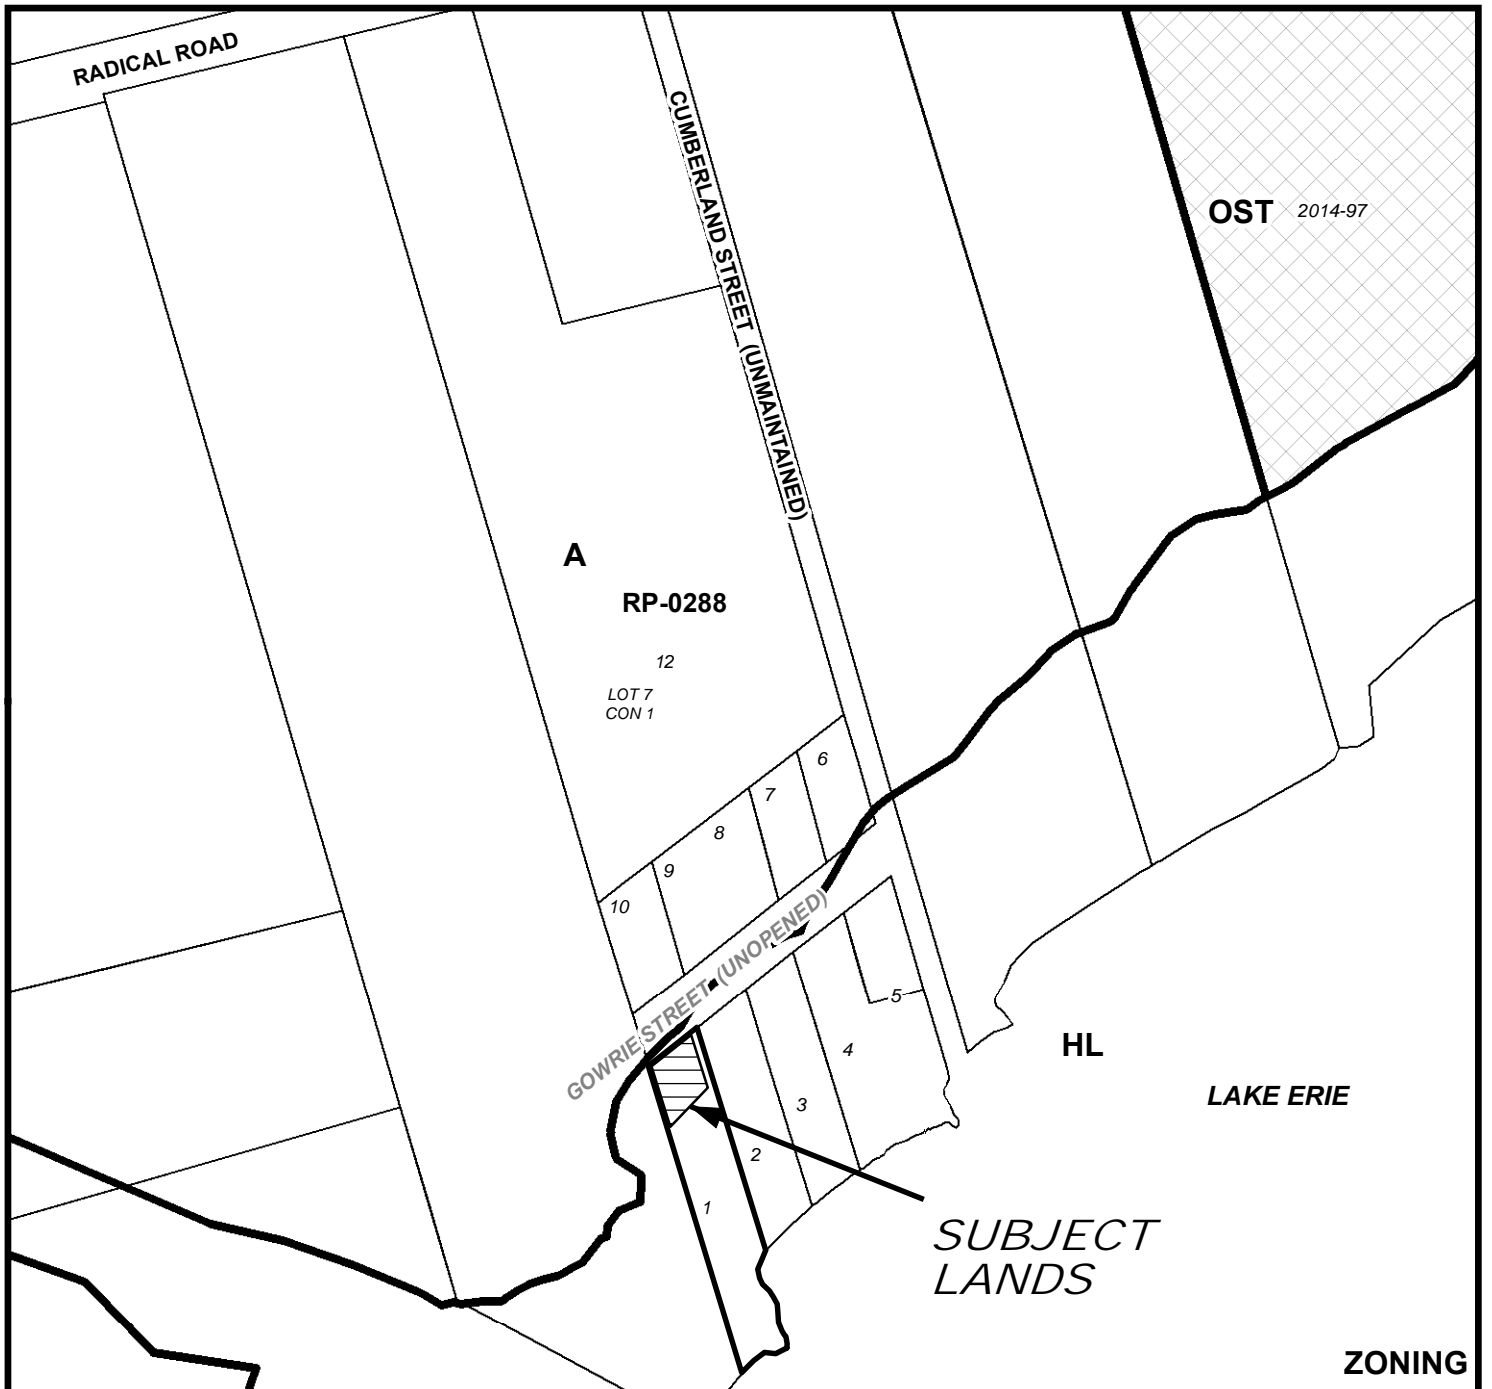 RADICAL ROAD
CUMBERLAND STREET (UNMAINTAINED)
OST 2014-97
A
RP-0288
12
LOT 7
CON 1
6
7
8
9
10
GOWRIE STREET (UNOPENED)
5
4
3
2
1
HL
LAKE ERIE
SUBJECT
LANDS
ZONING